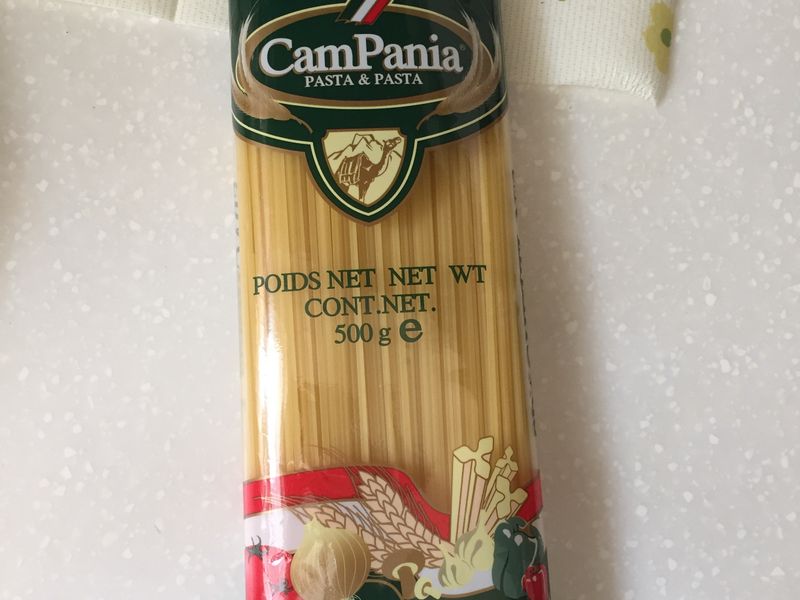 CamPania
PASTA & PASTA
POIDS NET NET WT
CONT.NET.
500 g e